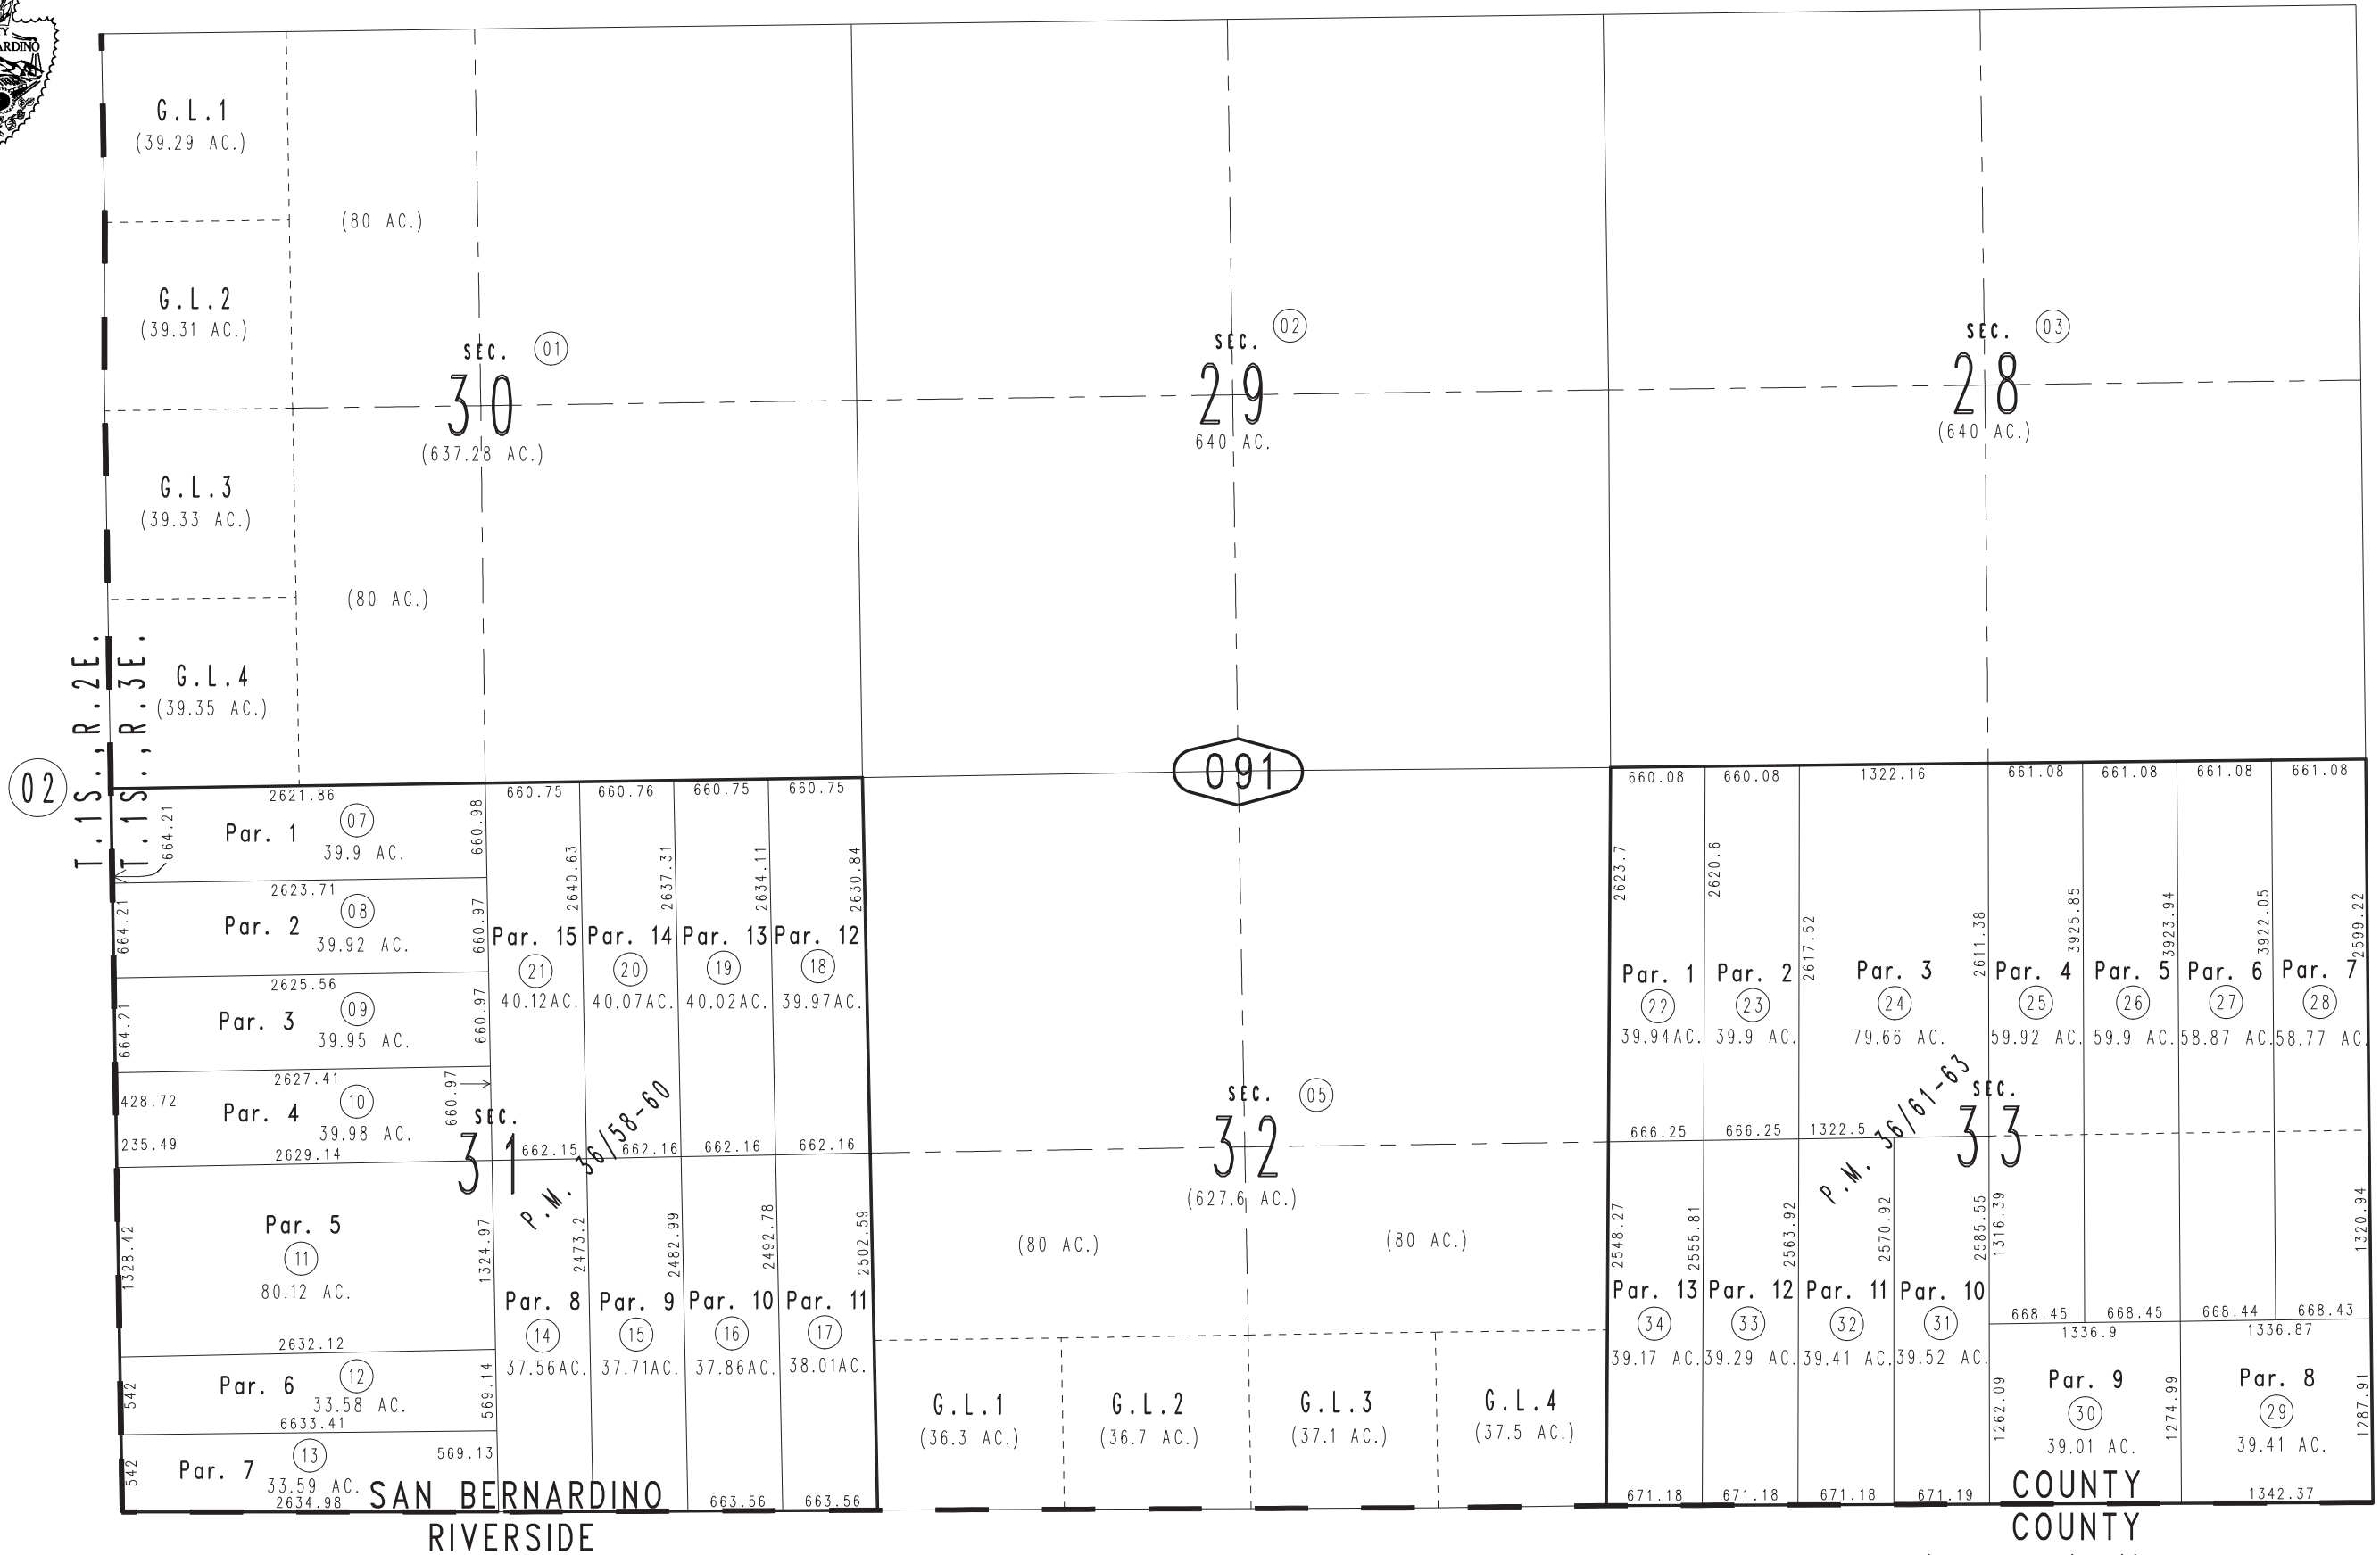 ARDINO
G.L.1
(39.29 AC.)
(80 AC.)
G.L.2
(39.31 AC.)
SEC. 01
30
(637.28 AC.)
SEC. 02
29
640 AC.
SEC. 03
28
(640 AC.)
G.L.3
(39.33 AC.)
(80 AC.)
G.L.4
(39.35 AC.)
T.1S.,R.2E.
T.1S.,R.3E.
02
091
2621.86
664.21
Par. 1 07
39.9 AC.
660.98
2623.71
664.21
Par. 2 08
39.92 AC.
660.97
2625.56
664.21
Par. 3 09
39.95 AC.
660.97
2627.41
428.72
Par. 4 10
39.98 AC.
660.97
235.49
2629.14
SEC.
31
P.M. 36/58-60
1328.42
Par. 5
11
80.12 AC.
1324.97
2632.12
542
Par. 6 12
33.58 AC.
569.14
6633.41
542
Par. 7 13
33.59 AC.
569.13
2634.98
660.75 660.76 660.75 660.75
2640.63 2637.31 2634.11 2630.84
Par. 15 Par. 14 Par. 13 Par. 12
21 20 19 18
40.12AC. 40.07AC. 40.02AC. 39.97AC.
662.15 662.16 662.16 662.16
2473.2 2482.99 2492.78 2502.59
Par. 8 Par. 9 Par. 10 Par. 11
14 15 16 17
37.56AC. 37.71AC. 37.86AC. 38.01AC.
663.56 663.56
SEC. 05
32
(627.6 AC.)
(80 AC.) (80 AC.)
G.L.1 G.L.2 G.L.3 G.L.4
(36.3 AC.) (36.7 AC.) (37.1 AC.) (37.5 AC.)
660.08 660.08 1322.16 661.08 661.08 661.08 661.08
2623.7 2620.6 2617.52 2611.38 3925.85 3923.94 3922.05 2599.22
Par. 1 Par. 2 Par. 3 Par. 4 Par. 5 Par. 6 Par. 7
22 23 24 25 26 27 28
39.94AC. 39.9 AC. 79.66 AC. 59.92 AC. 59.9 AC. 58.87 AC. 58.77 AC.
SEC.
33
P.M. 36/61-63
666.25 666.25 1322.5
2548.27 2555.81 2563.92 2570.92 2585.55 1316.39 1320.94
Par. 13 Par. 12 Par. 11 Par. 10
34 33 32 31
39.17 AC. 39.29 AC. 39.41 AC. 39.52 AC.
668.45 668.45 668.44 668.43
1336.9 1336.87
1262.09 1274.99 1287.91
Par. 9 Par. 8
30 29
39.01 AC. 39.41 AC.
671.18 671.18 671.18 671.19 1342.37
SAN BERNARDINO COUNTY
RIVERSIDE COUNTY